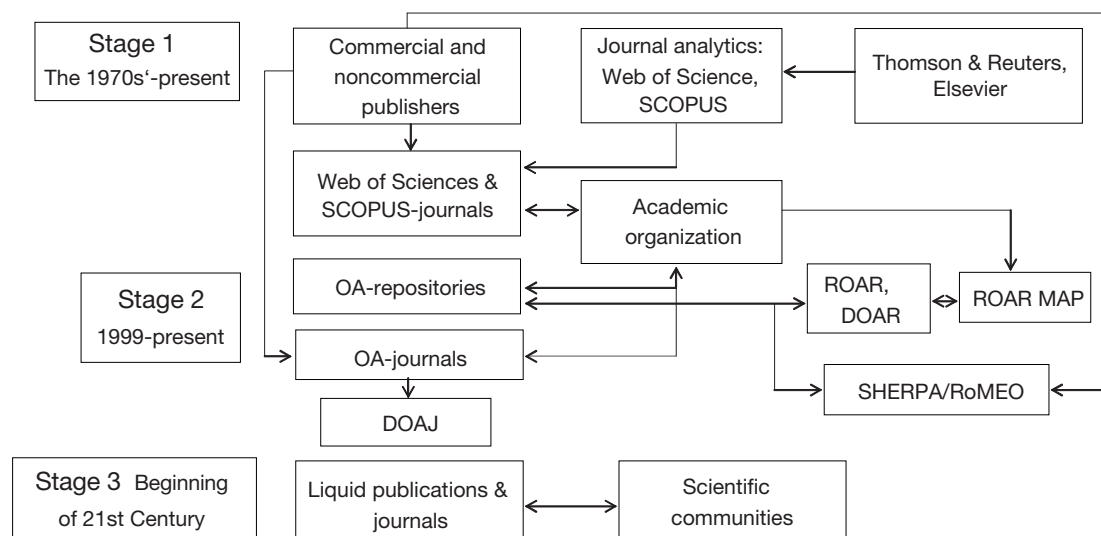 Stage 1
The 1970s‘-present
Commercial and
noncommercial
publishers
Journal analytics:
Web of Science,
SCOPUS
Thomson & Reuters,
Elsevier
Web of Sciences &
SCOPUS-journals
Academic
organization
Stage 2
1999-present
OA-repositories
ROAR,
DOAR
ROAR MAP
OA-journals
SHERPA/RoMEO
DOAJ
Stage 3 Beginning
of 21st Century
Liquid publications &
journals
Scientific
communities